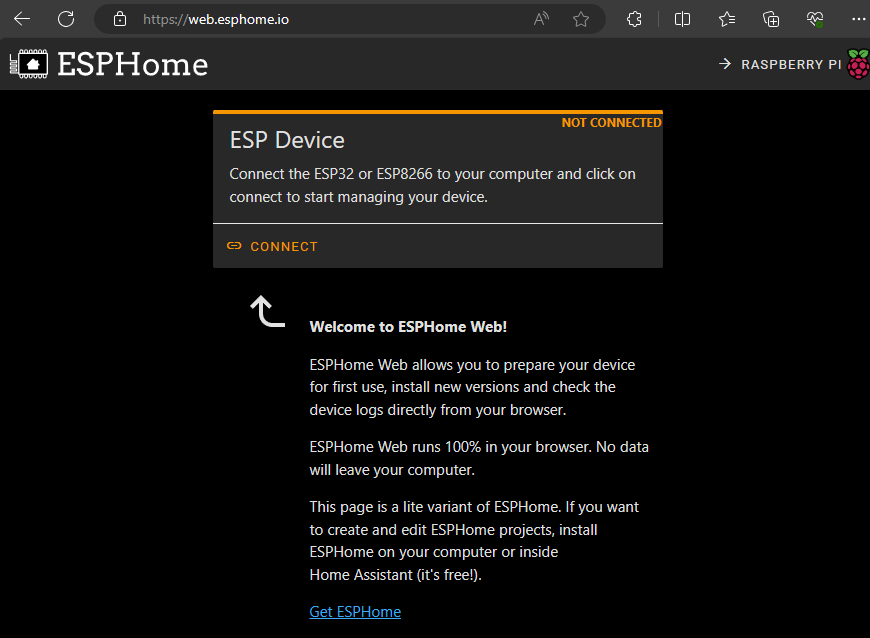 https://web.esphome.io
ESPHome
RASPBERRY PI
NOT CONNECTED
ESP Device
Connect the ESP32 or ESP8266 to your computer and click on
connect to start managing your device.
CONNECT
Welcome to ESPHome Web!
ESPHome Web allows you to prepare your device
for first use, install new versions and check the
device logs directly from your browser.
ESPHome Web runs 100% in your browser. No data
will leave your computer.
This page is a lite variant of ESPHome. If you want
to create and edit ESPHome projects, install
ESPHome on your computer or inside
Home Assistant (it's free!).
Get ESPHome